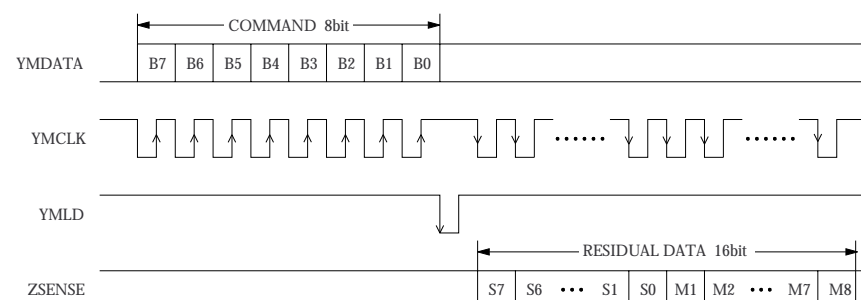 COMMAND 8bit
YMDATA B7 B6 B5 B4 B3 B2 B1 B0
YMCLK ...... ......
YMLD
RESIDUAL DATA 16bit
ZSENSE S7 S6 ... S1 S0 M1 M2 ... M7 M8